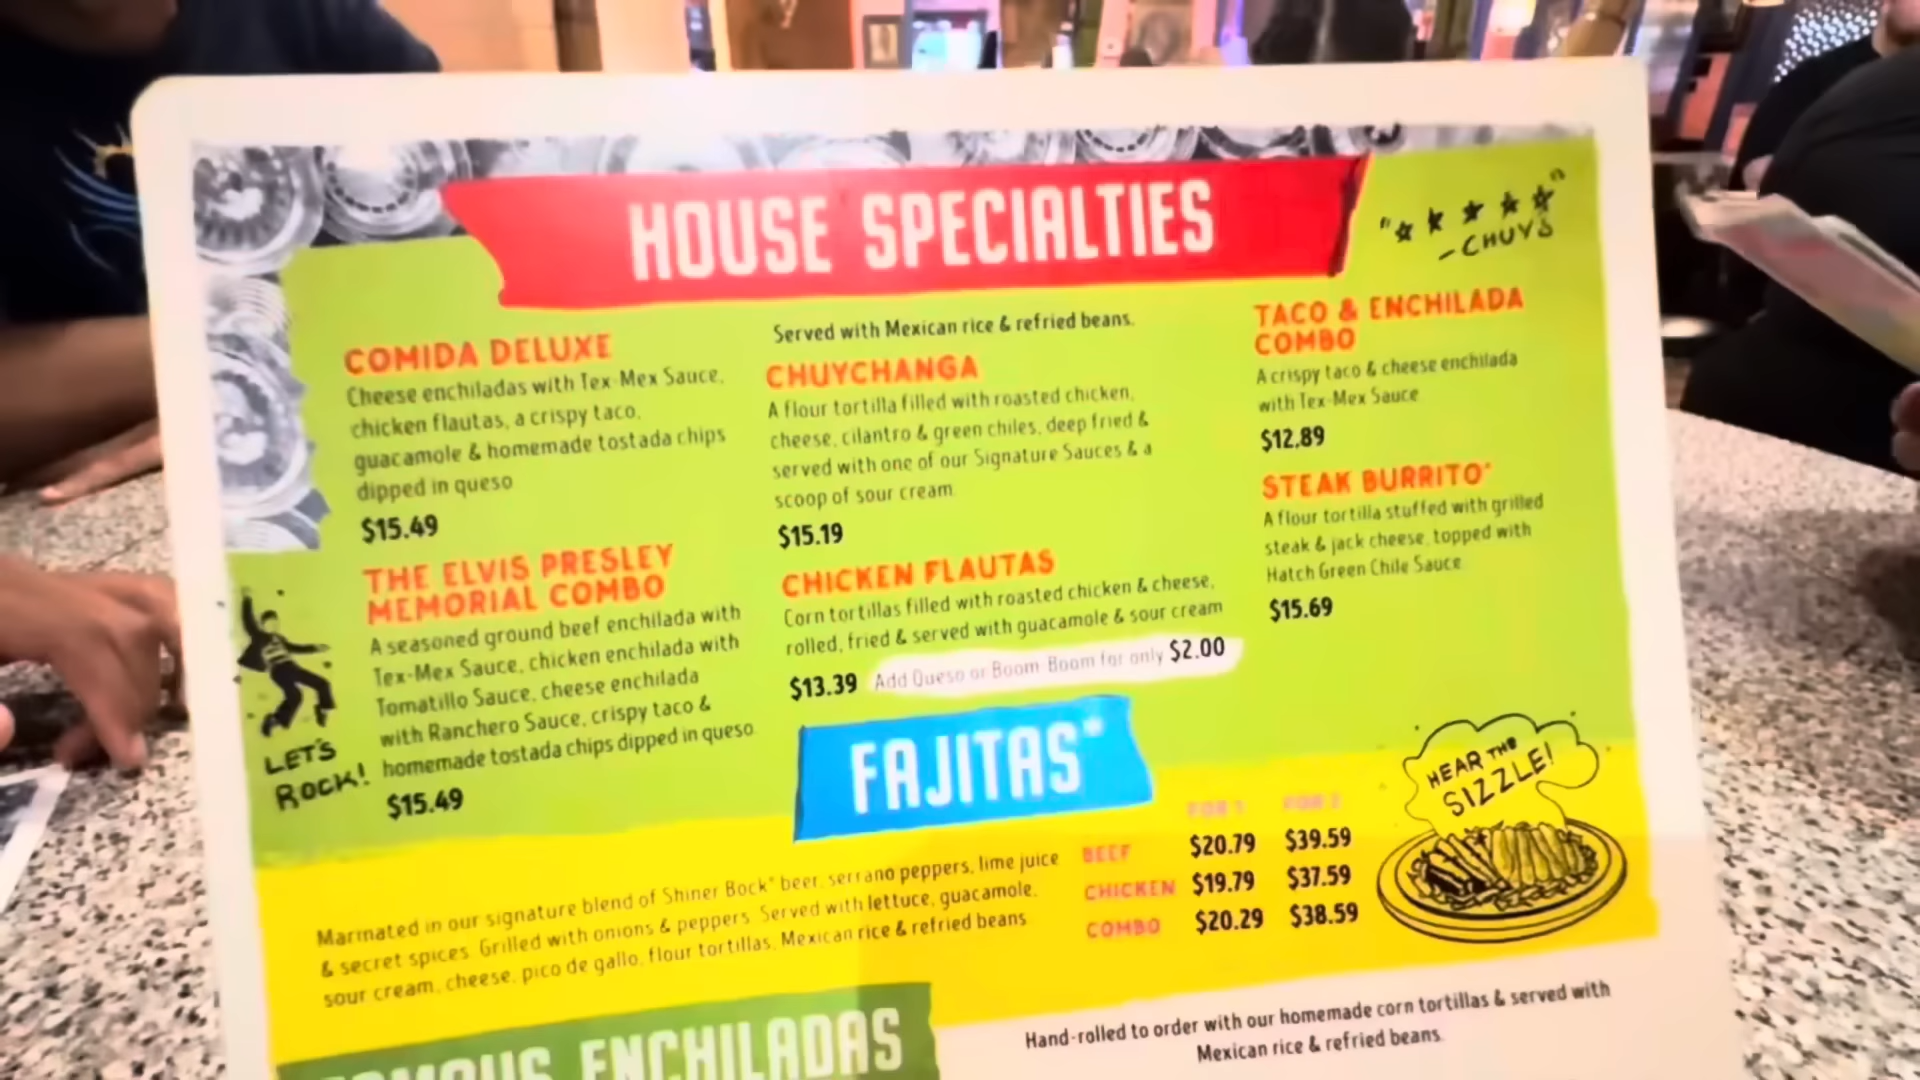 HOUSE SPECIALTIES
"★ ★ ★ ★ ★"
- CHUY'S
COMIDA DELUXE
Cheese enchiladas with Tex-Mex Sauce,
chicken flautas, a crispy taco,
guacamole & homemade tostada chips
dipped in queso
$15.49
THE ELVIS PRESLEY
MEMORIAL COMBO
A seasoned ground beef enchilada with
Tex-Mex Sauce, chicken enchilada with
Tomatillo Sauce, cheese enchilada
with Ranchero Sauce, crispy taco &
homemade tostada chips dipped in queso
$15.49
LET'S
ROCK!
Served with Mexican rice & refried beans.
CHUYCHANGA
A flour tortilla filled with roasted chicken,
cheese, cilantro & green chiles, deep fried &
served with one of our Signature Sauces & a
scoop of sour cream
$15.19
CHICKEN FLAUTAS
Corn tortillas filled with roasted chicken & cheese,
rolled, fried & served with guacamole & sour cream
$13.39 Add Queso or Boom-Boom for only $2.00
TACO & ENCHILADA
COMBO
A crispy taco & cheese enchilada
with Tex-Mex Sauce
$12.89
STEAK BURRITO*
A flour tortilla stuffed with grilled
steak & jack cheese, topped with
Hatch Green Chile Sauce
$15.69
FAJITAS*
Marinated in our signature blend of Shiner Bock® beer, serrano peppers, lime juice
& secret spices. Grilled with onions & peppers. Served with lettuce, guacamole,
sour cream, cheese, pico de gallo, flour tortillas, Mexican rice & refried beans
FOR 1 FOR 2
BEEF $20.79 $39.59
CHICKEN $19.79 $37.59
COMBO $20.29 $38.59
HEAR THE
SIZZLE!
ENCHILADAS
Hand-rolled to order with our homemade corn tortillas & served with
Mexican rice & refried beans.